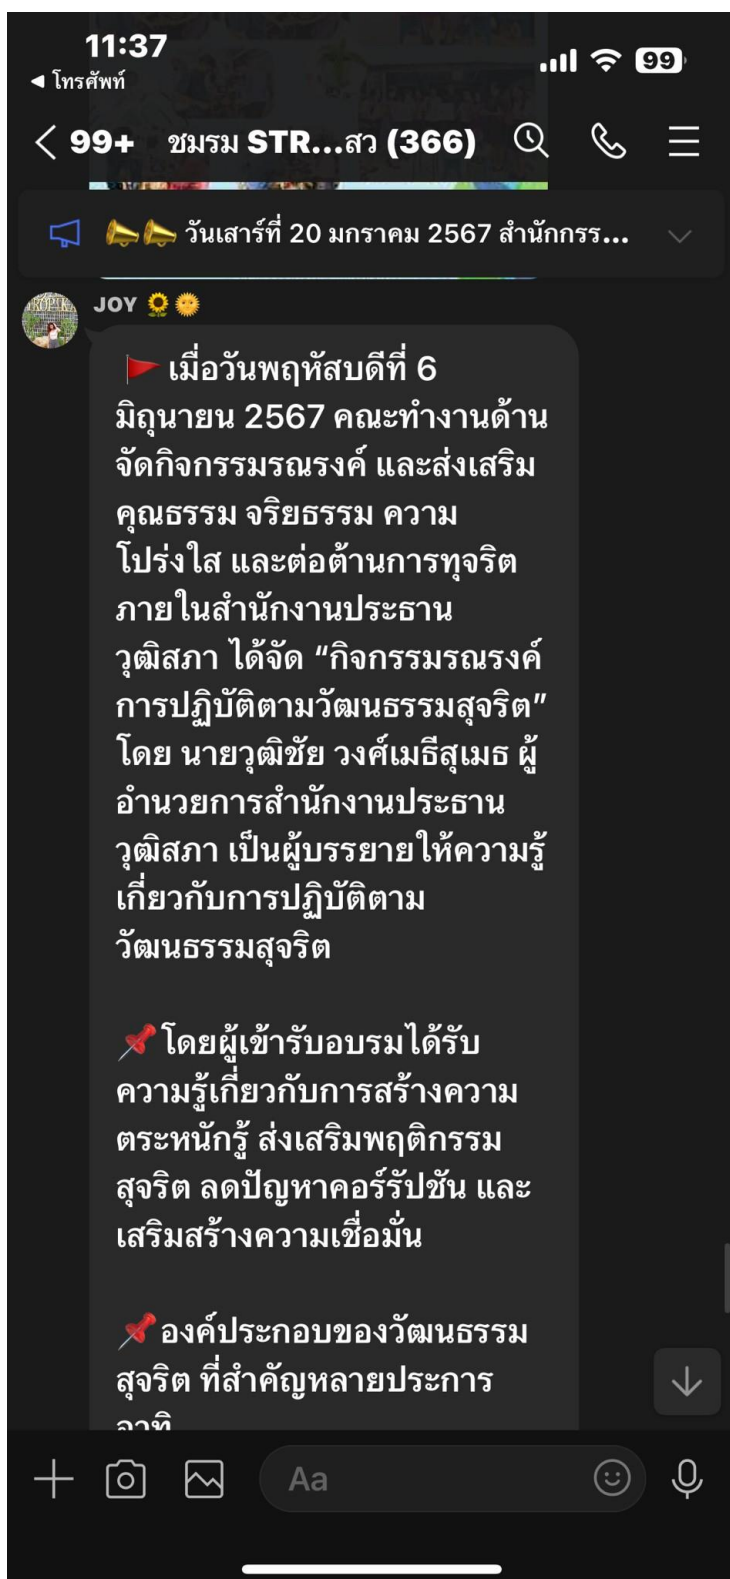 11:37
99
◀ โทรศัพท์
99+ ชมรม STR...สว (366)
📣📣 วันเสาร์ที่ 20 มกราคม 2567 สำนักกรร...
JOY 🌻🌞
🚩 เมื่อวันพฤหัสบดีที่ 6
มิถุนายน 2567 คณะทำงานด้าน
จัดกิจกรรมรณรงค์ และส่งเสริม
คุณธรรม จริยธรรม ความ
โปร่งใส และต่อต้านการทุจริต
ภายในสำนักงานประธาน
วุฒิสภา ได้จัด “กิจกรรมรณรงค์
การปฏิบัติตามวัฒนธรรมสุจริต”
โดย นายวุฒิชัย วงศ์เมธีสุเมธ ผู้
อำนวยการสำนักงานประธาน
วุฒิสภา เป็นผู้บรรยายให้ความรู้
เกี่ยวกับการปฏิบัติตาม
วัฒนธรรมสุจริต
📌โดยผู้เข้ารับอบรมได้รับ
ความรู้เกี่ยวกับการสร้างความ
ตระหนักรู้ ส่งเสริมพฤติกรรม
สุจริต ลดปัญหาคอร์รัปชัน และ
เสริมสร้างความเชื่อมั่น
📌องค์ประกอบของวัฒนธรรม
สุจริต ที่สำคัญหลายประการ
อาทิ
Aa